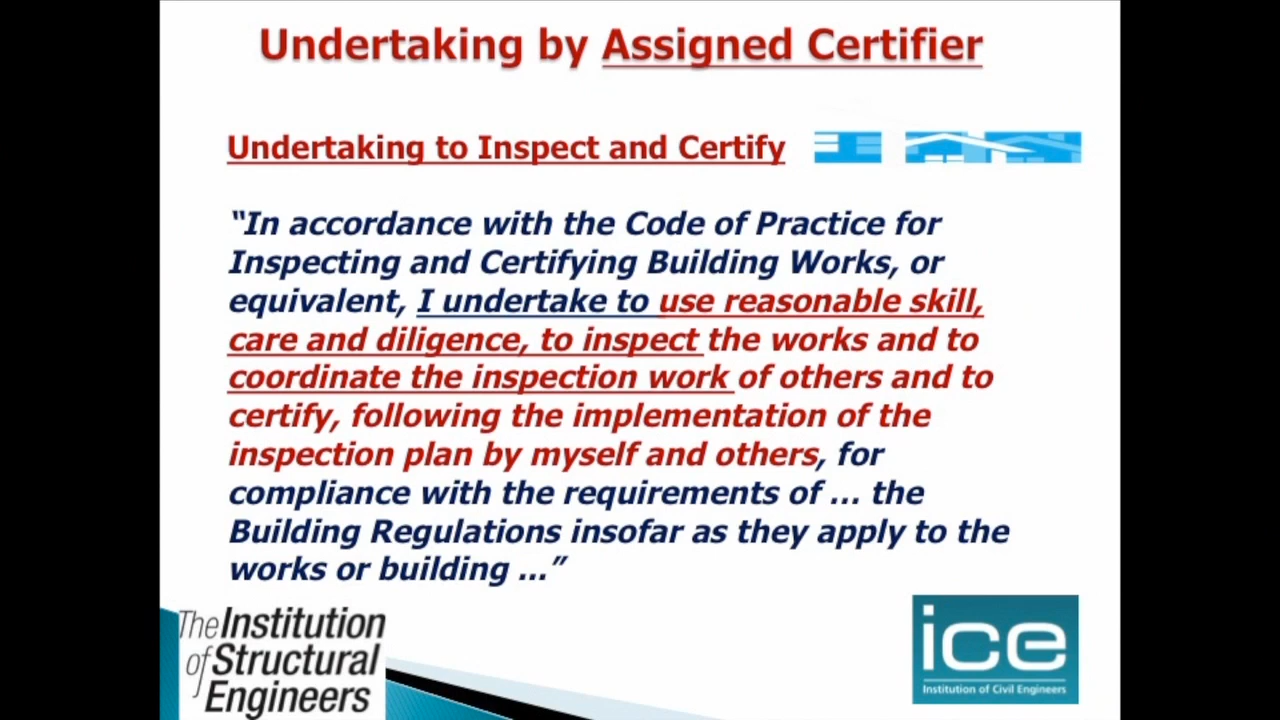 Undertaking by Assigned Certifier
Undertaking to Inspect and Certify
“In accordance with the Code of Practice for
Inspecting and Certifying Building Works, or
equivalent, I undertake to use reasonable skill,
care and diligence, to inspect the works and to
coordinate the inspection work of others and to
certify, following the implementation of the
inspection plan by myself and others, for
compliance with the requirements of … the
Building Regulations insofar as they apply to the
works or building …”
The Institution
of Structural
Engineers
ice
Institution of Civil Engineers